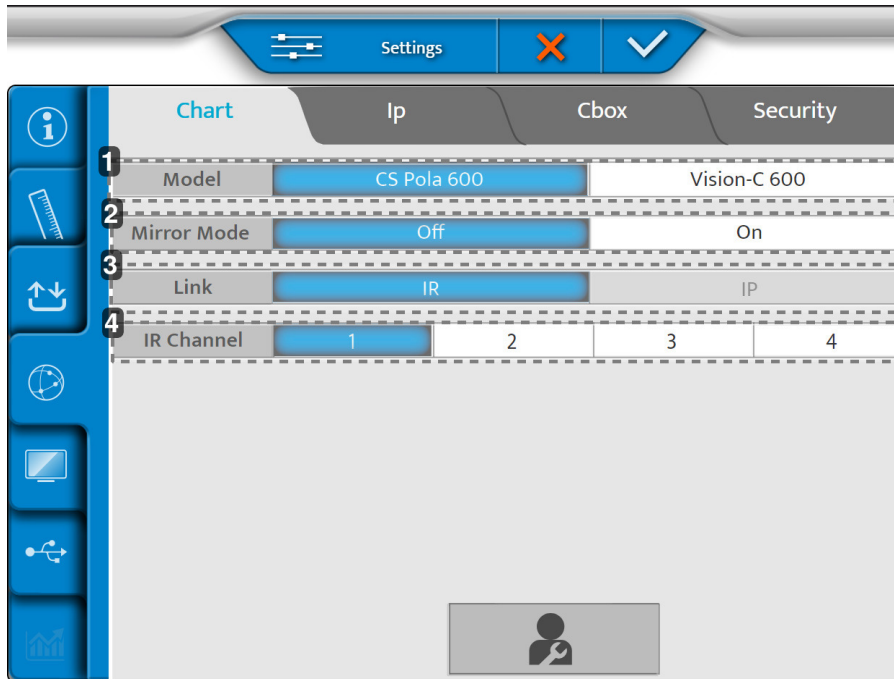 Settings
Chart Ip Cbox Security
1
Model CS Pola 600 Vision-C 600
2
Mirror Mode Off On
3
Link IR IP
4
IR Channel 1 2 3 4